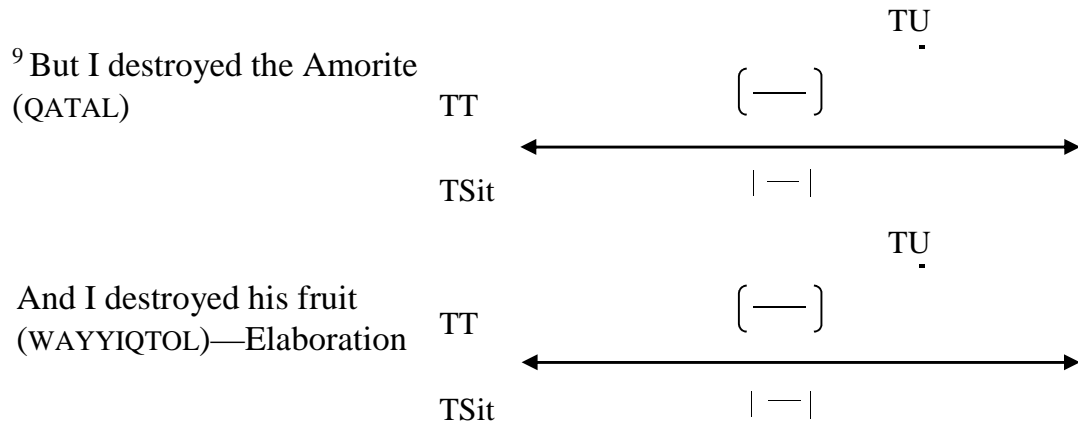 TU
⁹ But I destroyed the Amorite
(QATAL)
TT
TSit
TU
And I destroyed his fruit
(WAYYIQTOL)—Elaboration
TT
TSit